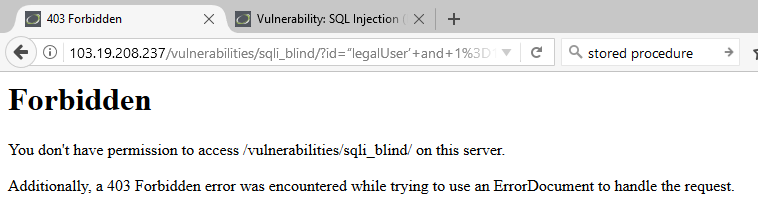 403 Forbidden
Vulnerability: SQL Injection (
103.19.208.237/vulnerabilities/sqli_blind/?id="legalUser'+and+1%3D1
stored procedure
Forbidden
You don't have permission to access /vulnerabilities/sqli_blind/ on this server.
Additionally, a 403 Forbidden error was encountered while trying to use an ErrorDocument to handle the request.